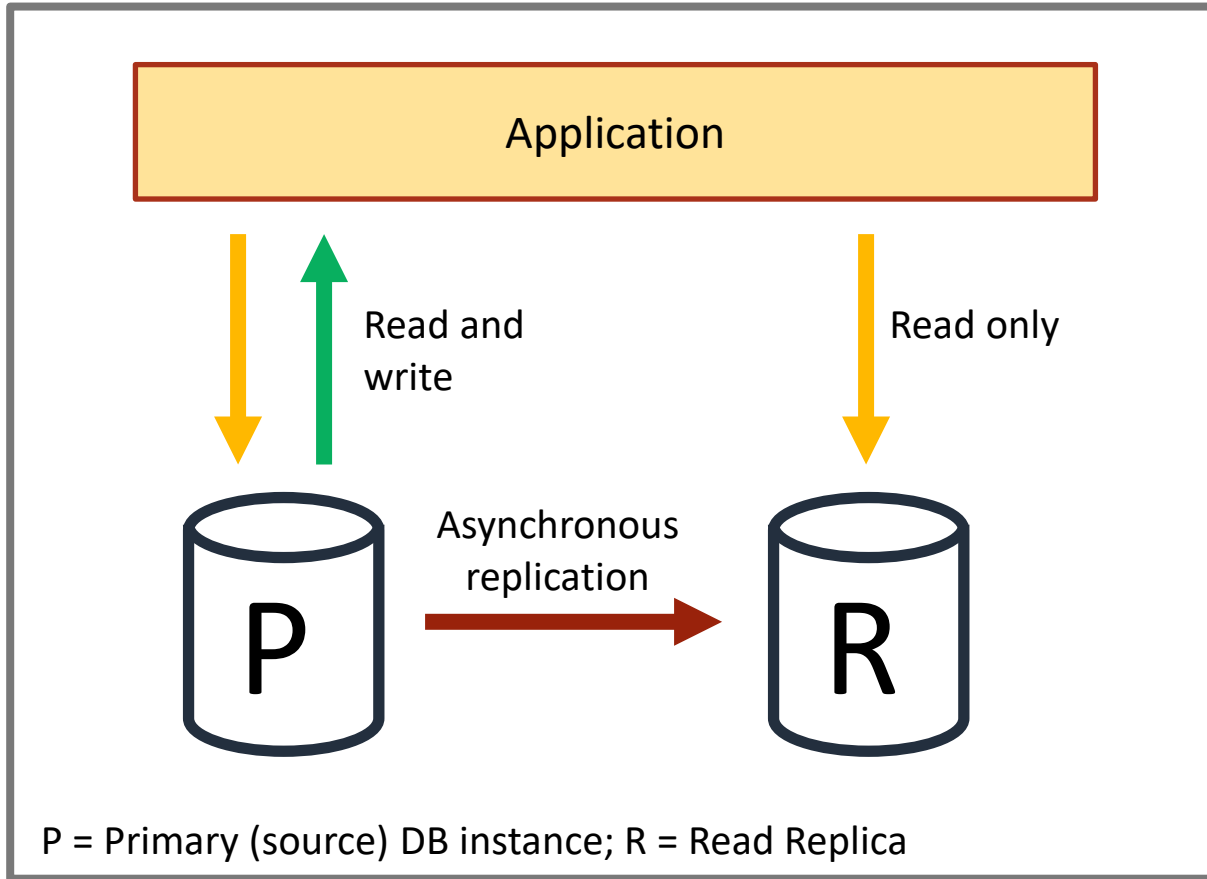 Application
Read and
write
Read only
Asynchronous
replication
P
R
P = Primary (source) DB instance; R = Read Replica